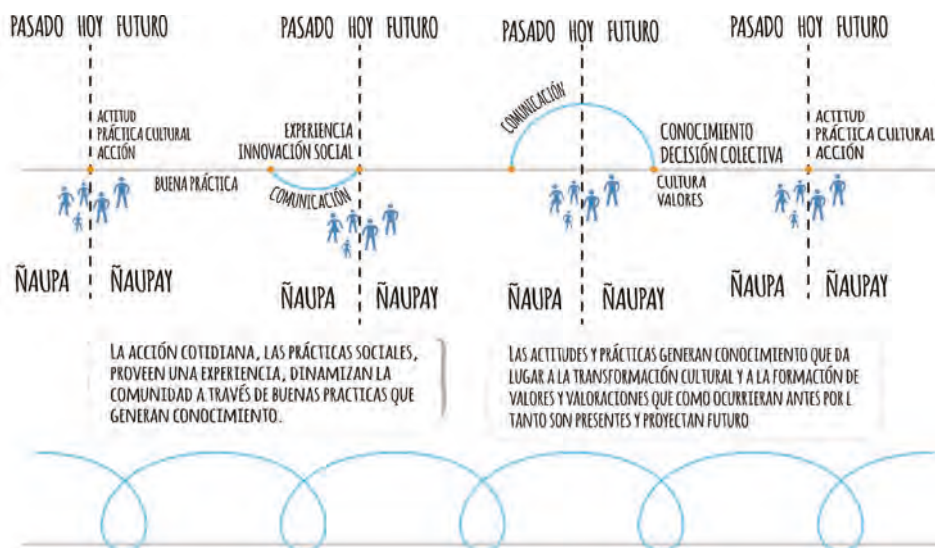 PASADO HOY FUTURO
PASADO HOY FUTURO
PASADO HOY FUTURO
PASADO HOY FUTURO
ACTITUD
PRÁCTICA CULTURAL
ACCIÓN
BUENA PRÁCTICA
EXPERIENCIA
INNOVACIÓN SOCIAL
COMUNICACIÓN
COMUNICACIÓN
CONOCIMIENTO
DECISIÓN COLECTIVA
CULTURA
VALORES
ACTITUD
PRÁCTICA CULTURAL
ACCIÓN
ÑAUPA ÑAUPAY
ÑAUPA ÑAUPAY
ÑAUPA ÑAUPAY
ÑAUPA ÑAUPAY
LA ACCIÓN COTIDIANA, LAS PRÁCTICAS SOCIALES,
PROVEEN UNA EXPERIENCIA, DINAMIZAN LA
COMUNIDAD A TRAVÉS DE BUENAS PRACTICAS QUE
GENERAN CONOCIMIENTO.
LAS ACTITUDES Y PRÁCTICAS GENERAN CONOCIMIENTO QUE DA
LUGAR A LA TRANSFORMACIÓN CULTURAL Y A LA FORMACIÓN DE
VALORES Y VALORACIONES QUE COMO OCURRIERAN ANTES POR L
TANTO SON PRESENTES Y PROYECTAN FUTURO